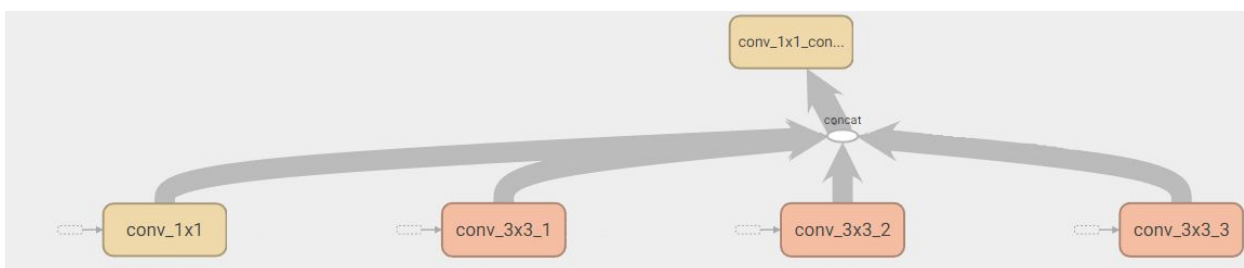 conv_1x1_con...
concat
conv_1x1
conv_3x3_1
conv_3x3_2
conv_3x3_3